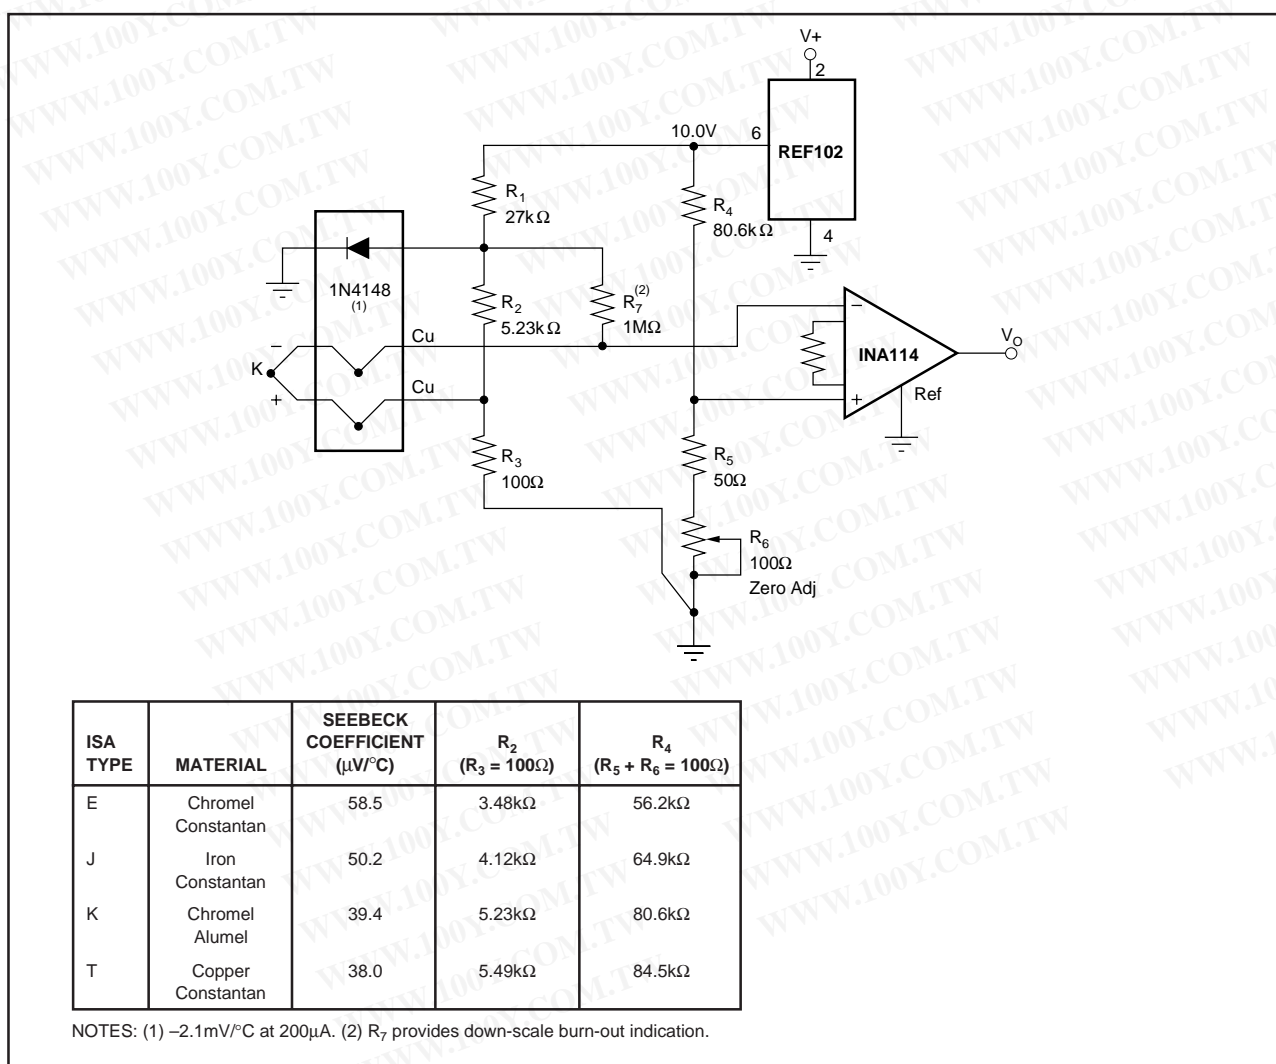 V+
2
10.0V
6
REF102
R1
27kΩ
R4
80.6kΩ
4
1N4148
(1)
R2
5.23kΩ
R7(2)
1MΩ
–
Cu
K
+
Cu
–
INA114
+
Ref
VO
R3
100Ω
R5
50Ω
R6
100Ω
Zero Adj
ISA TYPE MATERIAL SEEBECK COEFFICIENT (µV/°C) R2 (R3 = 100Ω) R4 (R5 + R6 = 100Ω)
E Chromel Constantan 58.5 3.48kΩ 56.2kΩ
J Iron Constantan 50.2 4.12kΩ 64.9kΩ
K Chromel Alumel 39.4 5.23kΩ 80.6kΩ
T Copper Constantan 38.0 5.49kΩ 84.5kΩ
NOTES: (1) –2.1mV/°C at 200µA. (2) R7 provides down-scale burn-out indication.
WWW.100Y.COM.TW